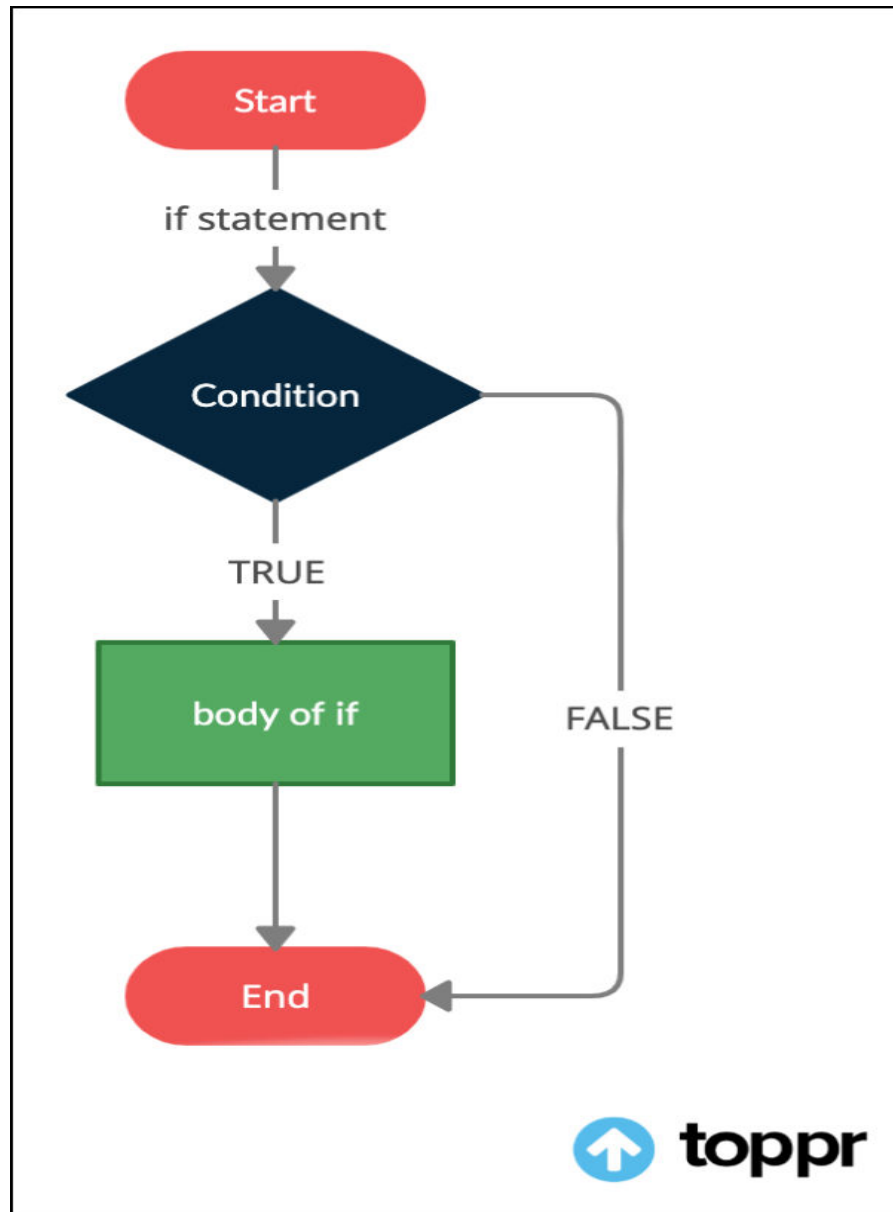 Start
if statement
Condition
TRUE
body of if
FALSE
End
toppr